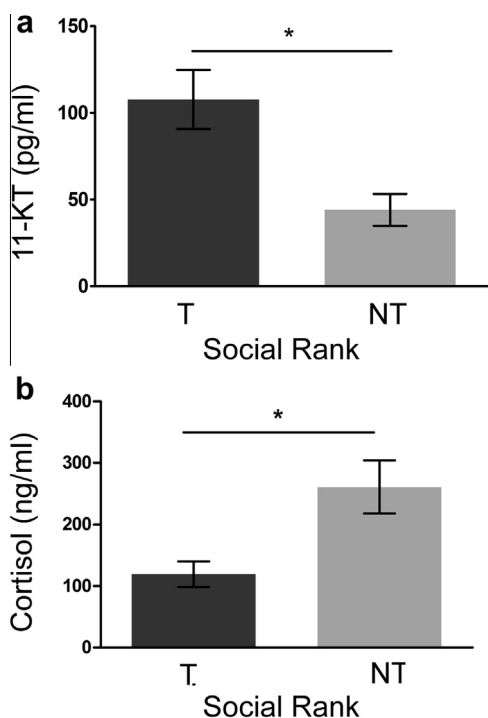 a
150
*
100
50
0
11-KT (pg/ml)
T NT
Social Rank
b
400
*
300
200
100
0
Cortisol (ng/ml)
T. NT
Social Rank